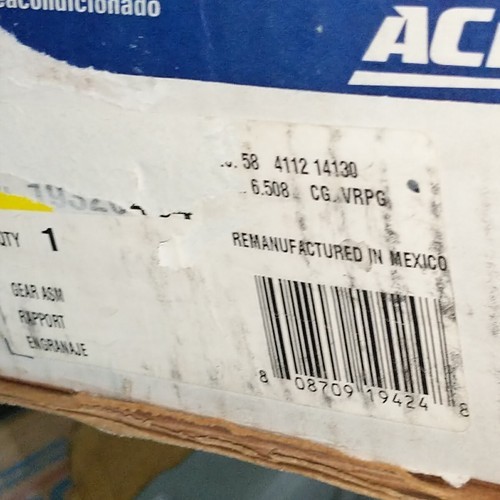 eacondicionado
AC
58 4112 14130
6.508 CG. VRPG
QTY 1
REMANUFACTURED IN MEXICO
GEAR ASM
RAPPORT
ENGRANAJE
8 08709 19424 8